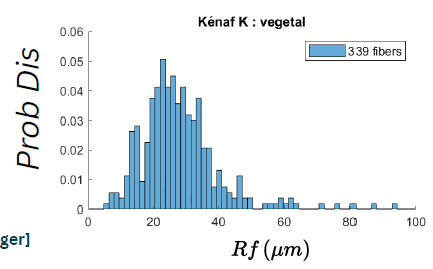 Kénaf K : vegetal
339 fibers
Prob Dis
0.06
0.05
0.04
0.03
0.02
0.01
0
0 20 40 60 80 100
Rf (μm)
ger]